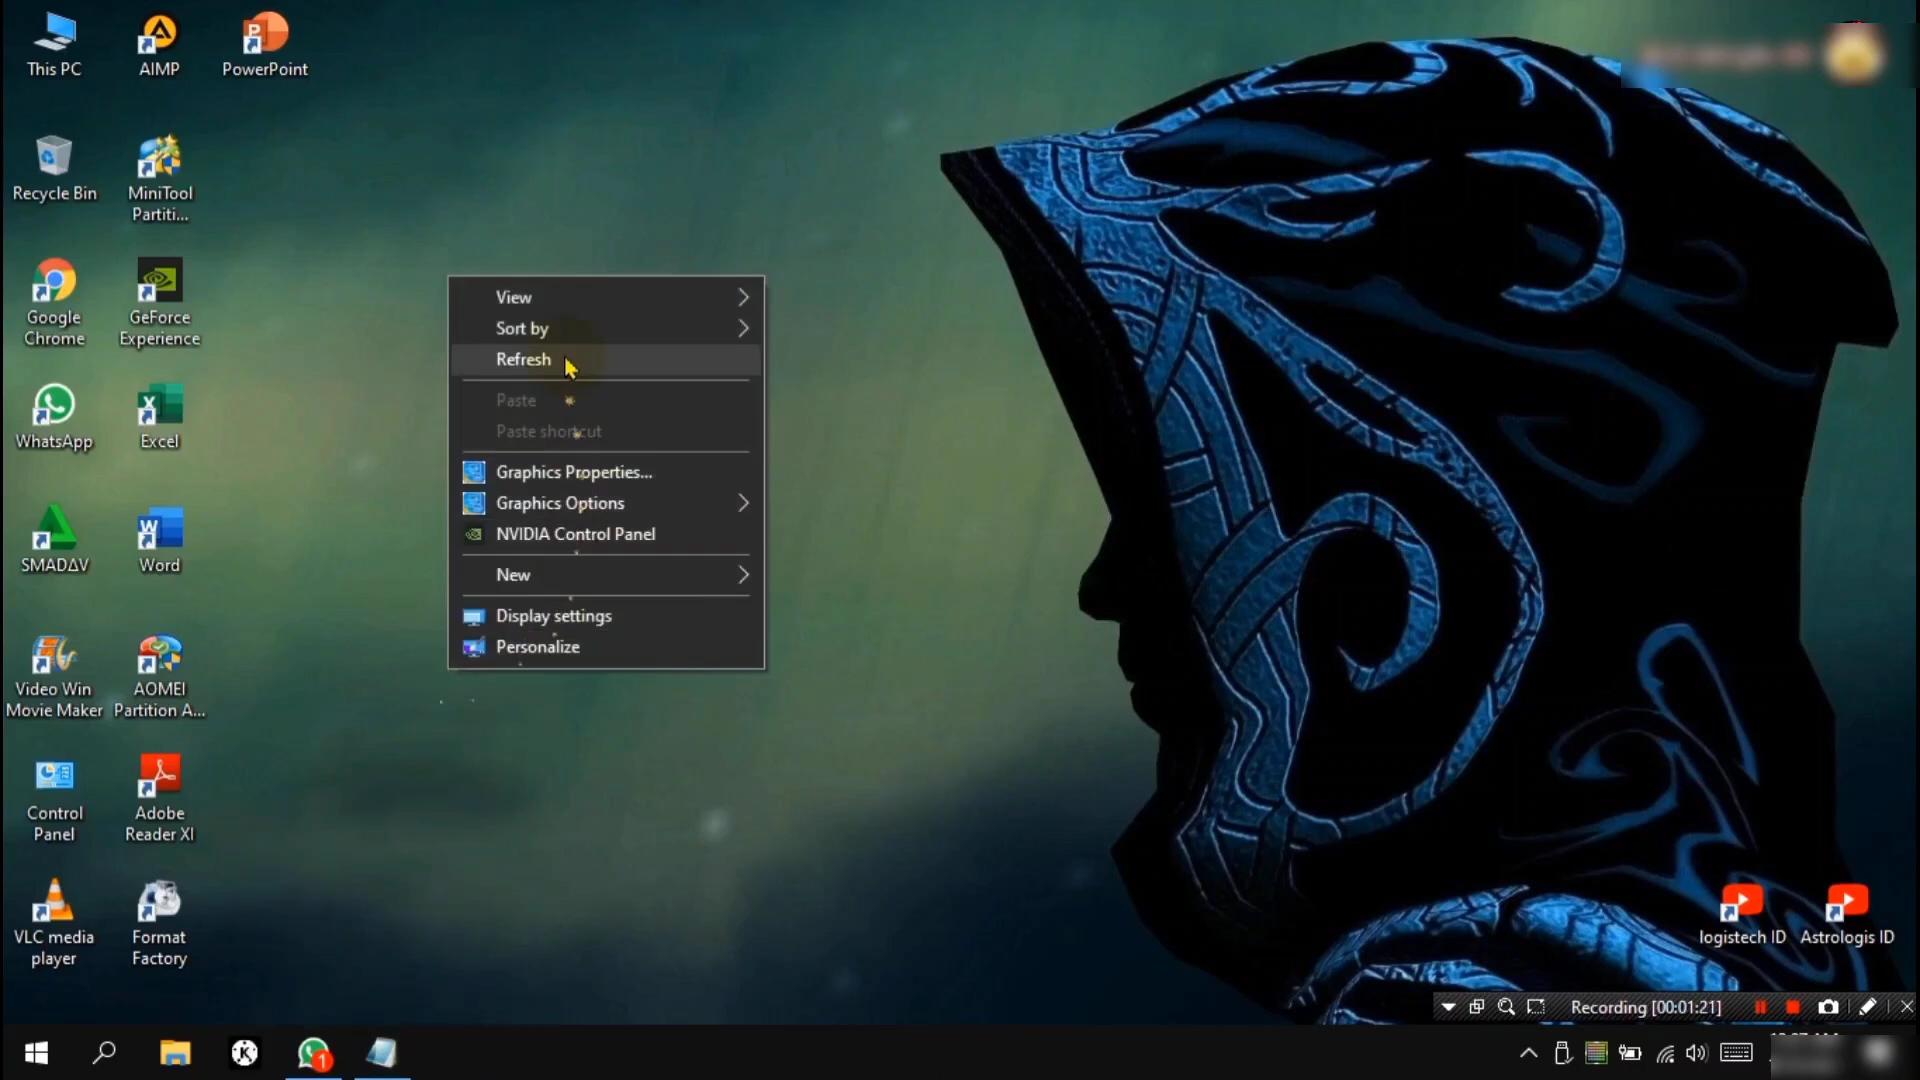 This PC
AIMP
PowerPoint
Recycle Bin
MiniTool
Partiti...
Google
Chrome
GeForce
Experience
WhatsApp
Excel
SMADΔV
Word
Video Win
Movie Maker
AOMEI
Partition A...
Control
Panel
Adobe
Reader XI
VLC media
player
Format
Factory
View
Sort by
Refresh
Paste
Paste shortcut
Graphics Properties...
Graphics Options
NVIDIA Control Panel
New
Display settings
Personalize
logistech ID
Astrologis ID
Recording [00:01:21]
K
1